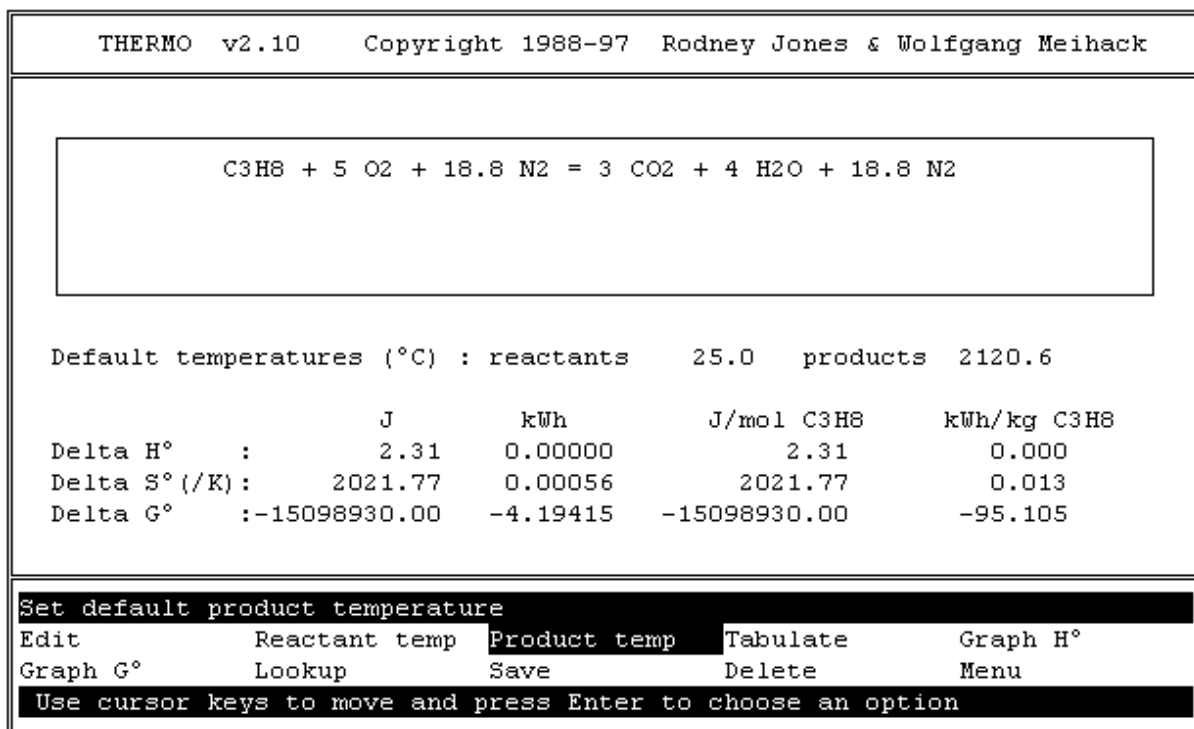 THERMO v2.10 Copyright 1988-97 Rodney Jones & Wolfgang Meihack
C3H8 + 5 O2 + 18.8 N2 = 3 CO2 + 4 H2O + 18.8 N2
Default temperatures (°C) : reactants 25.0 products 2120.6
J kWh J/mol C3H8 kWh/kg C3H8
Delta H° : 2.31 0.00000 2.31 0.000
Delta S°(/K): 2021.77 0.00056 2021.77 0.013
Delta G° :-15098930.00 -4.19415 -15098930.00 -95.105
Set default product temperature
Edit Reactant temp Product temp Tabulate Graph H°
Graph G° Lookup Save Delete Menu
Use cursor keys to move and press Enter to choose an option